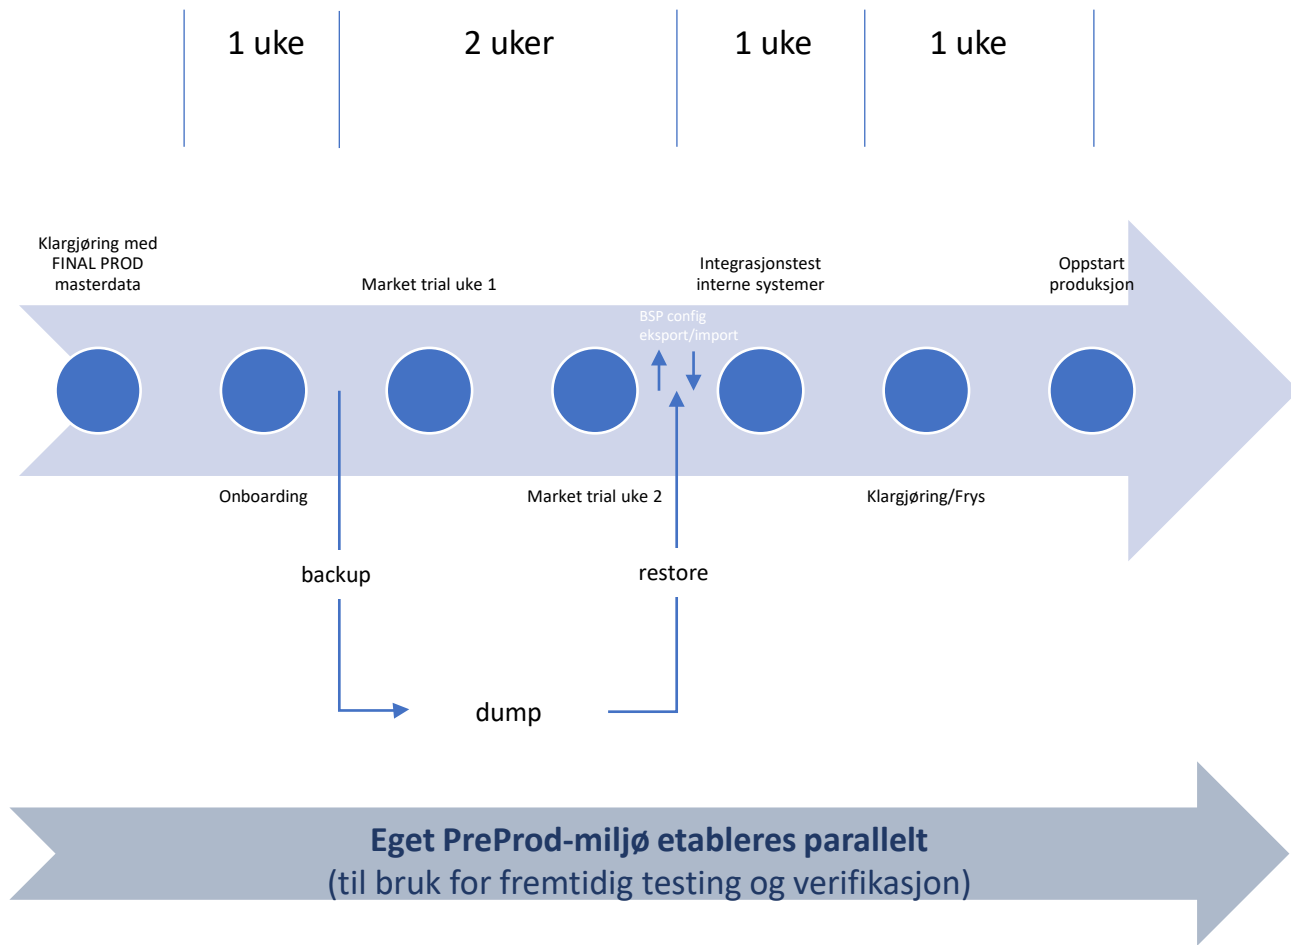 1 uke
2 uker
1 uke
1 uke
Klargjøring med
FINAL PROD
masterdata
Market trial uke 1
Integrasjonstest
interne systemer
Oppstart
produksjon
BSP config
eksport/import
Onboarding
Market trial uke 2
Klargjøring/Frys
backup
restore
dump
Eget PreProd-miljø etableres parallelt
(til bruk for fremtidig testing og verifikasjon)